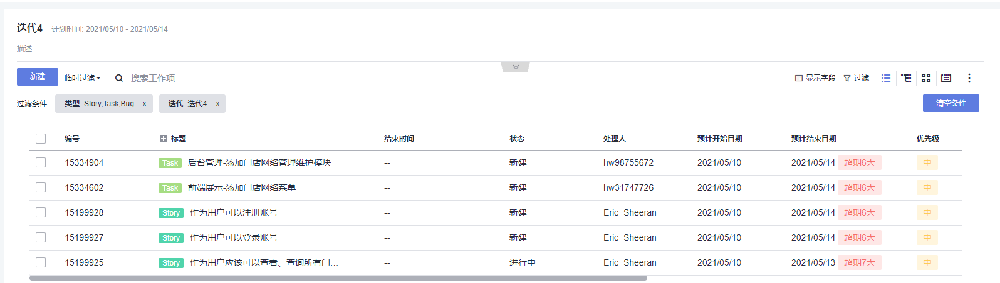 迭代4 计划时间: 2021/05/10 - 2021/05/14
描述:
新建 临时过滤 搜索工作项... 显示字段 过滤
过滤条件: 类型: Story,Task,Bug x 迭代: 迭代4 x 清空条件
编号 标题 结束时间 状态 处理人 预计开始日期 预计结束日期 优先级
15334904 Task 后台管理-添加门店网络管理维护模块 -- 新建 hw98755672 2021/05/10 2021/05/14 超期6天 中
15334602 Task 前端展示-添加门店网络菜单 -- 新建 hw31747726 2021/05/10 2021/05/14 超期6天 中
15199928 Story 作为用户可以注册账号 -- 新建 Eric_Sheeran 2021/05/10 2021/05/14 超期6天 中
15199927 Story 作为用户可以登录账号 -- 新建 Eric_Sheeran 2021/05/10 2021/05/14 超期6天 中
15199925 Story 作为用户应该可以查看、查询所有门... -- 进行中 Eric_Sheeran 2021/05/10 2021/05/13 超期7天 中